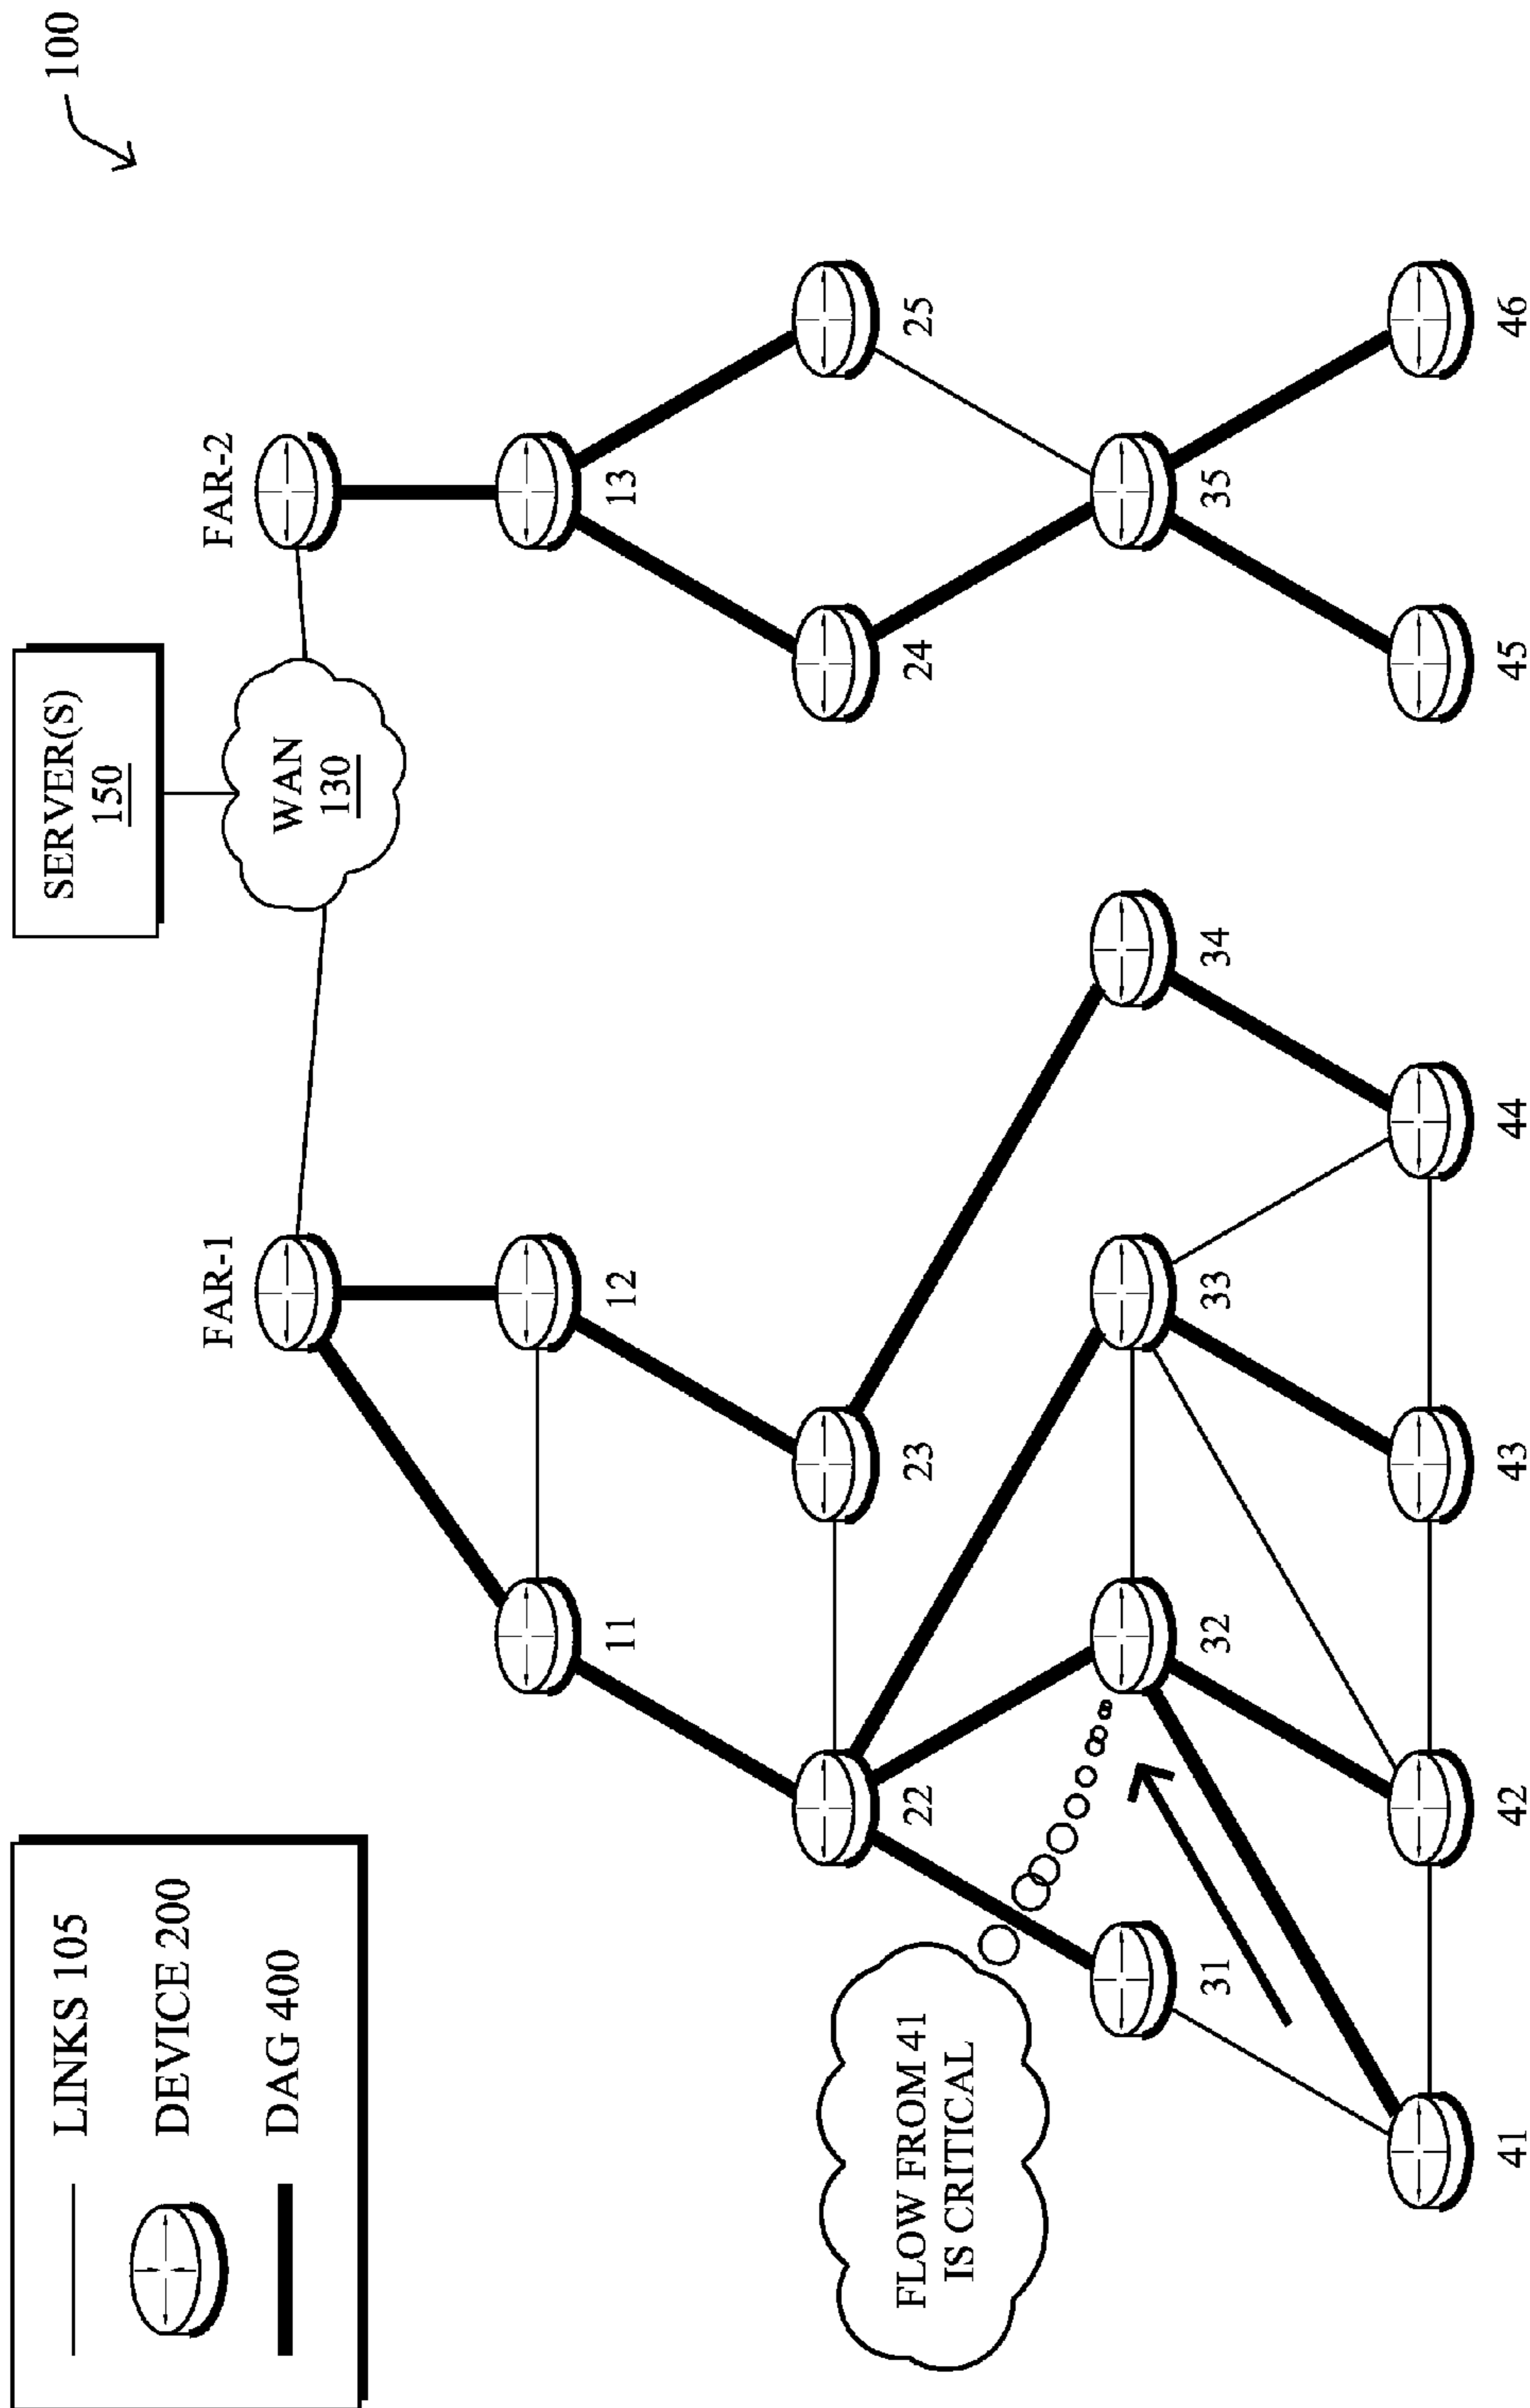 100
LINKS 105
DEVICE 200
DAG 400
SERVER(S)
150
WAN
130
FAR-1
FAR-2
11
12
13
22
23
24
25
FLOW FROM 41
IS CRITICAL
31
32
33
34
35
41
42
43
44
45
46